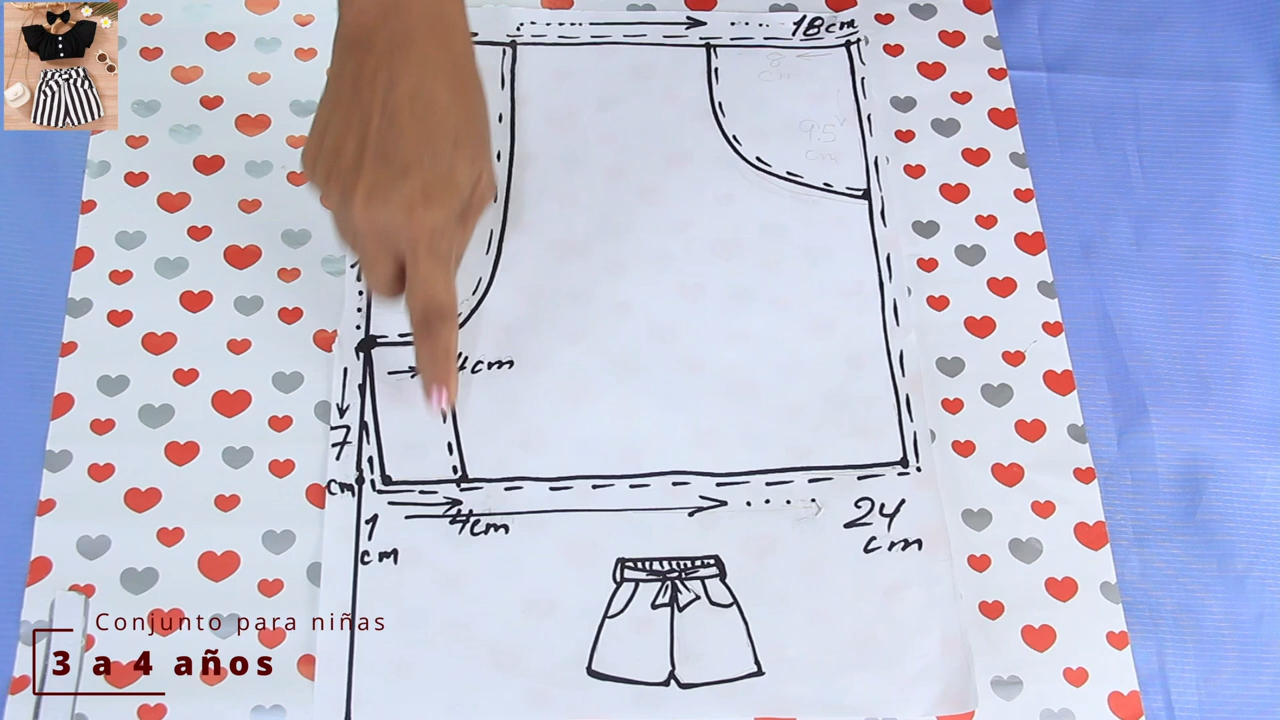 18cm
8
cm
9.5
cm
4cm
7
cm
1
cm
4cm
24
cm
Conjunto para niñas
3 a 4 años